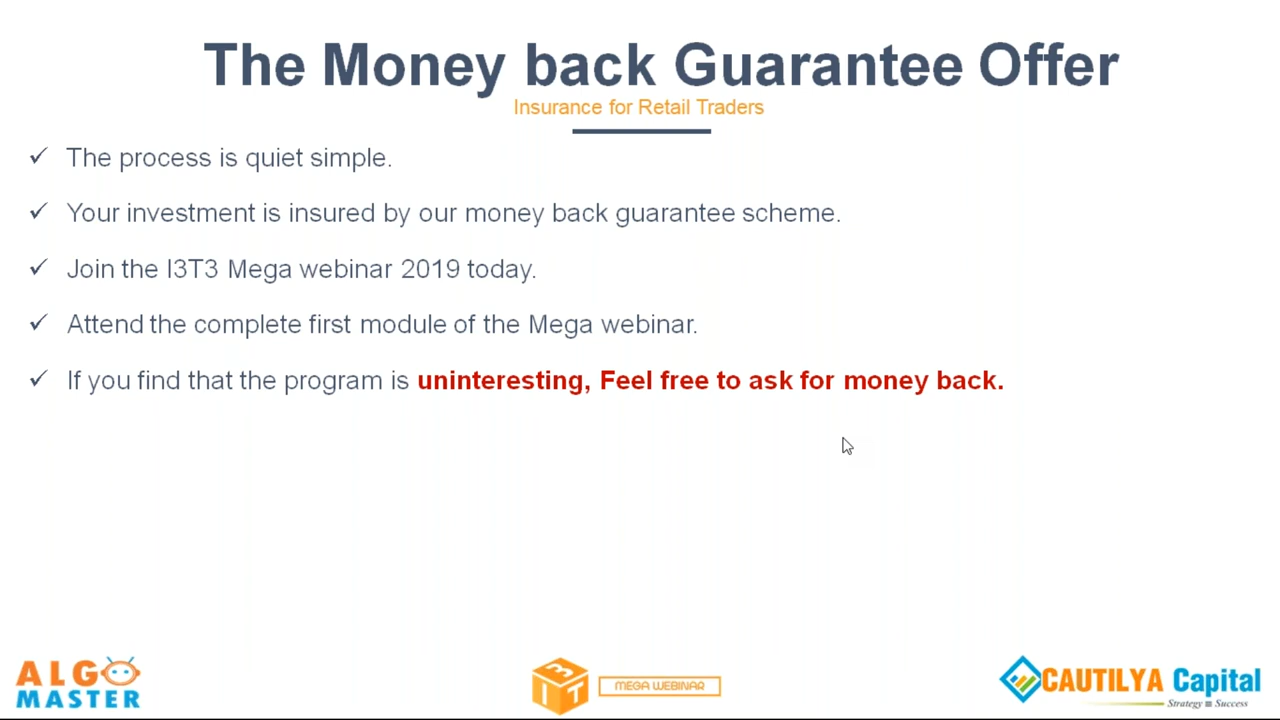 The Money back Guarantee Offer
Insurance for Retail Traders
✓ The process is quiet simple.
✓ Your investment is insured by our money back guarantee scheme.
✓ Join the I3T3 Mega webinar 2019 today.
✓ Attend the complete first module of the Mega webinar.
✓ If you find that the program is uninteresting, Feel free to ask for money back.
ALGO
MASTER
I3T
MEGA WEBINAR
CAUTILYA Capital
Strategy = Success